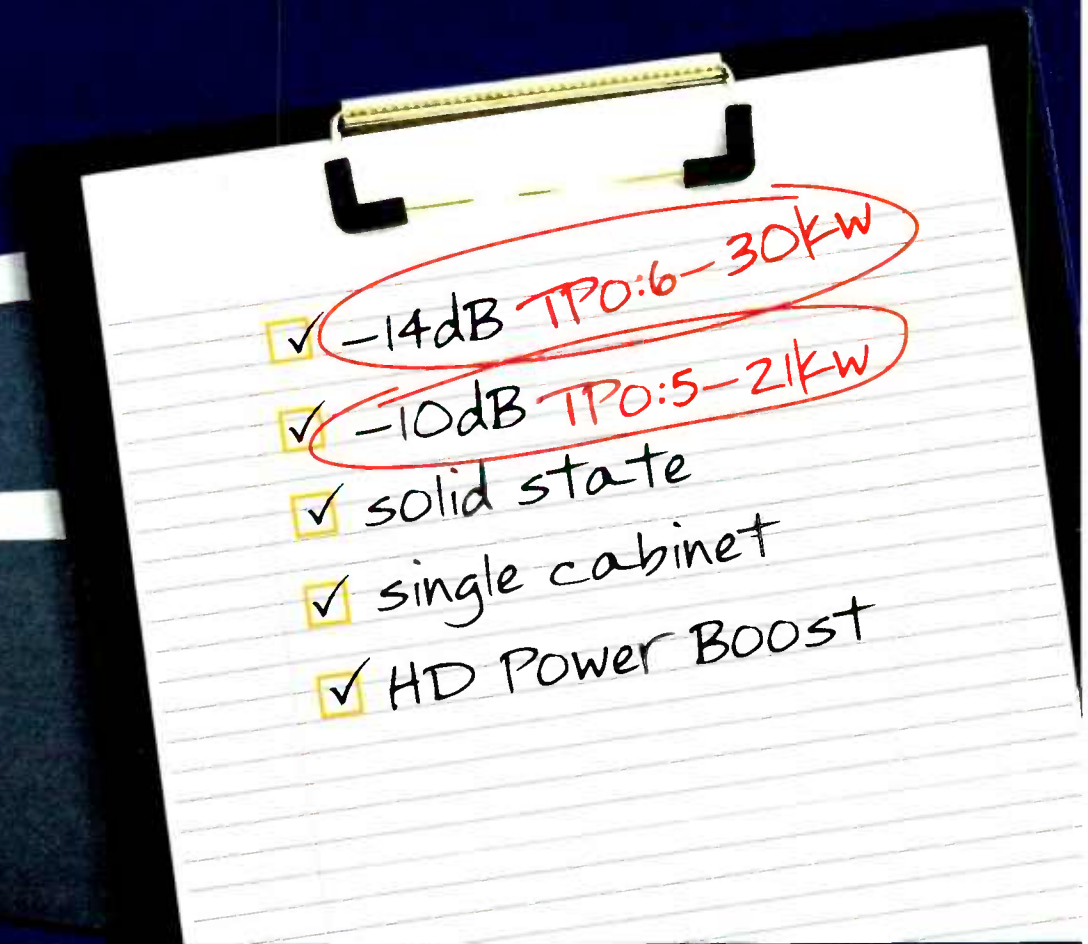 ✓ -14dB TPO:6-30kW
✓ -10dB TPO:5-21kW
✓ solid state
✓ single cabinet
✓ HD Power Boost